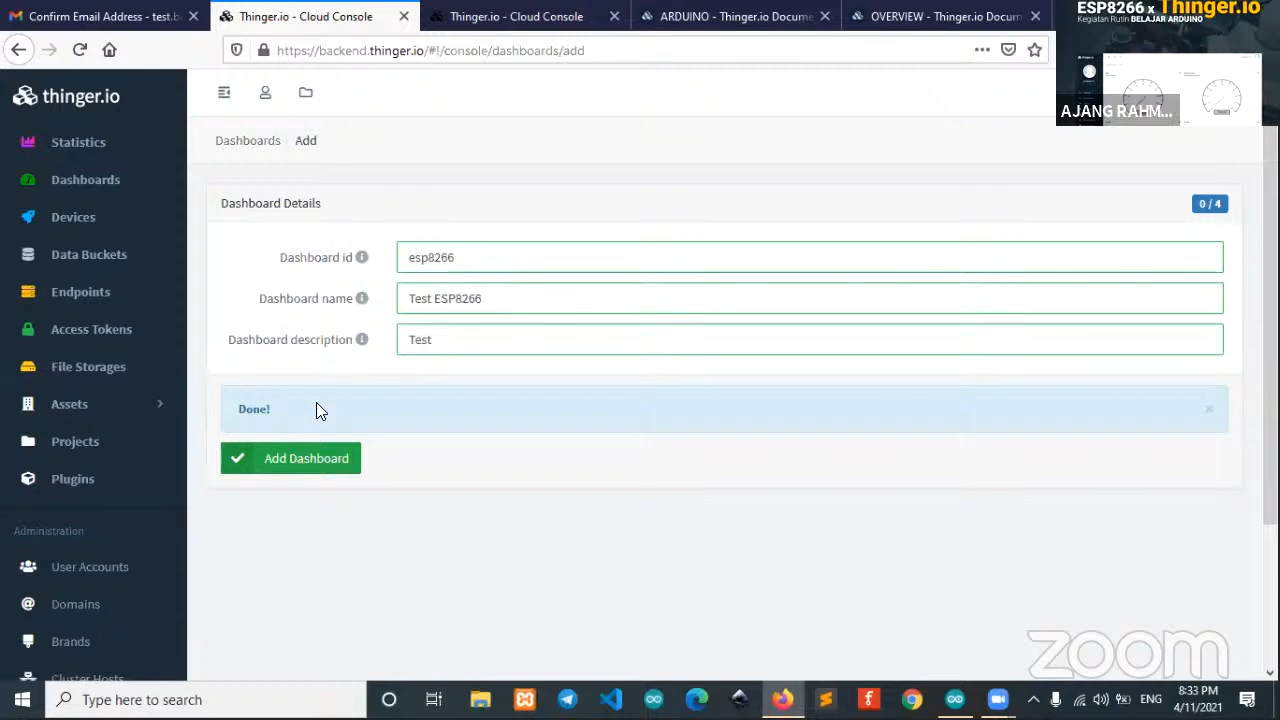 Confirm Email Address - test.b
Thinger.io - Cloud Console
Thinger.io - Cloud Console
ARDUINO - Thinger.io Docume
OVERVIEW - Thinger.io Docum
ESP8266 x Thinger.io
Kegiatan Rutin BELAJAR ARDUINO
https://backend.thinger.io/#!/console/dashboards/add
thinger.io
AJANG RAHM...
Statistics
Dashboards
Devices
Data Buckets
Endpoints
Access Tokens
File Storages
Assets
Projects
Plugins
Administration
User Accounts
Domains
Brands
Cluster Hosts
Dashboards Add
Dashboard Details
0 / 4
Dashboard id
esp8266
Dashboard name
Test ESP8266
Dashboard description
Test
Done!
Add Dashboard
zoom
Type here to search
ENG
8:33 PM
4/11/2021